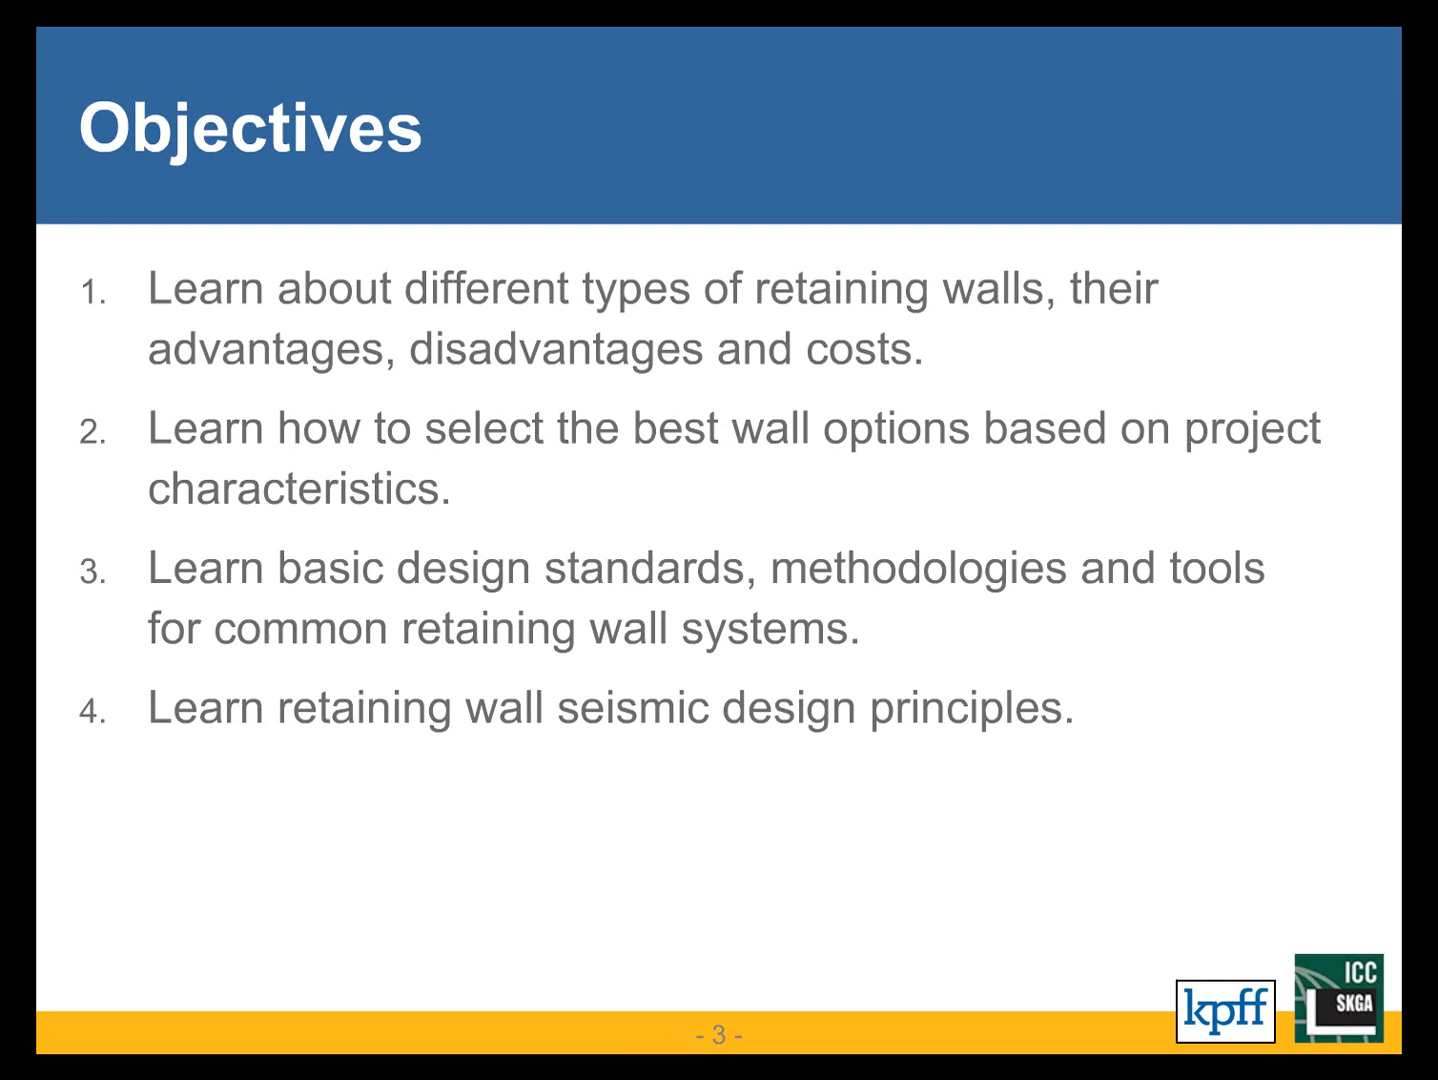 Objectives
1. Learn about different types of retaining walls, their
advantages, disadvantages and costs.
2. Learn how to select the best wall options based on project
characteristics.
3. Learn basic design standards, methodologies and tools
for common retaining wall systems.
4. Learn retaining wall seismic design principles.
- 3 -
kpff
ICC
SKGA